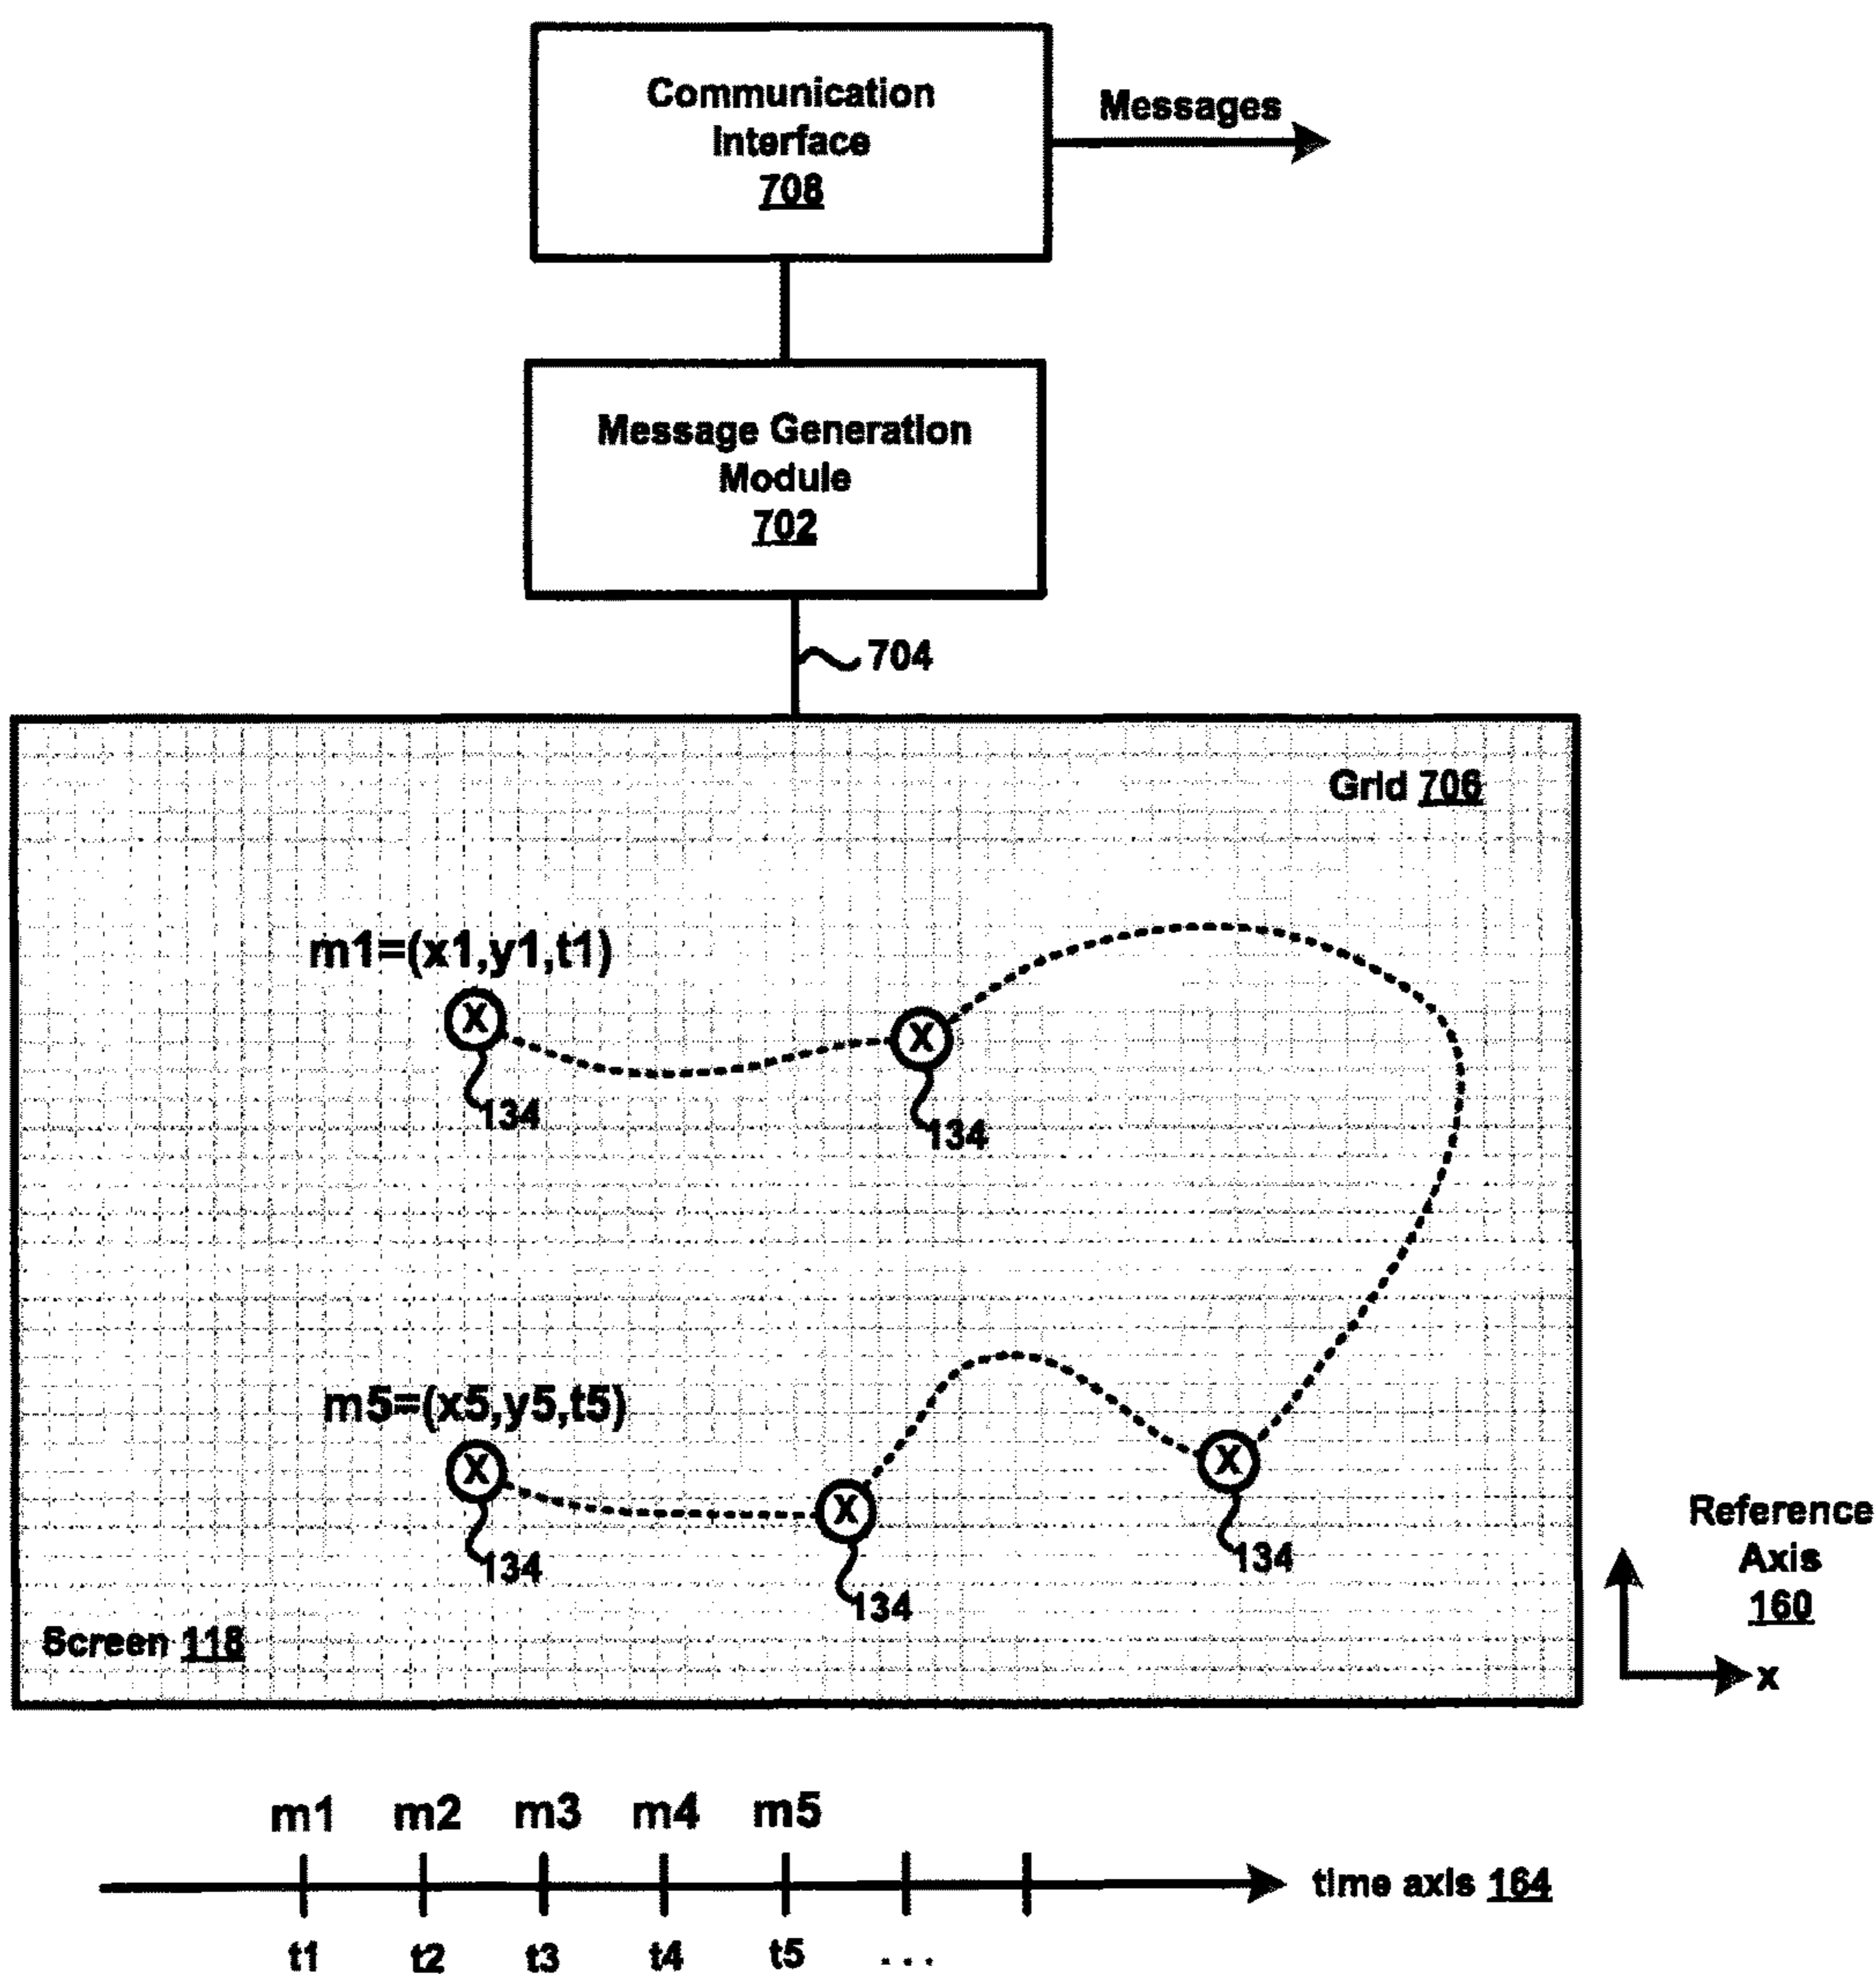 Communication
Interface
708
Messages
Message Generation
Module
702
704
Grid 706
m1=(x1,y1,t1)
X
X
134
134
m5=(x5,y5,t5)
X
X
X
134
134
134
Screen 118
Reference
Axis
160
x
m1 m2 m3 m4 m5
time axis 164
t1 t2 t3 t4 t5 ...